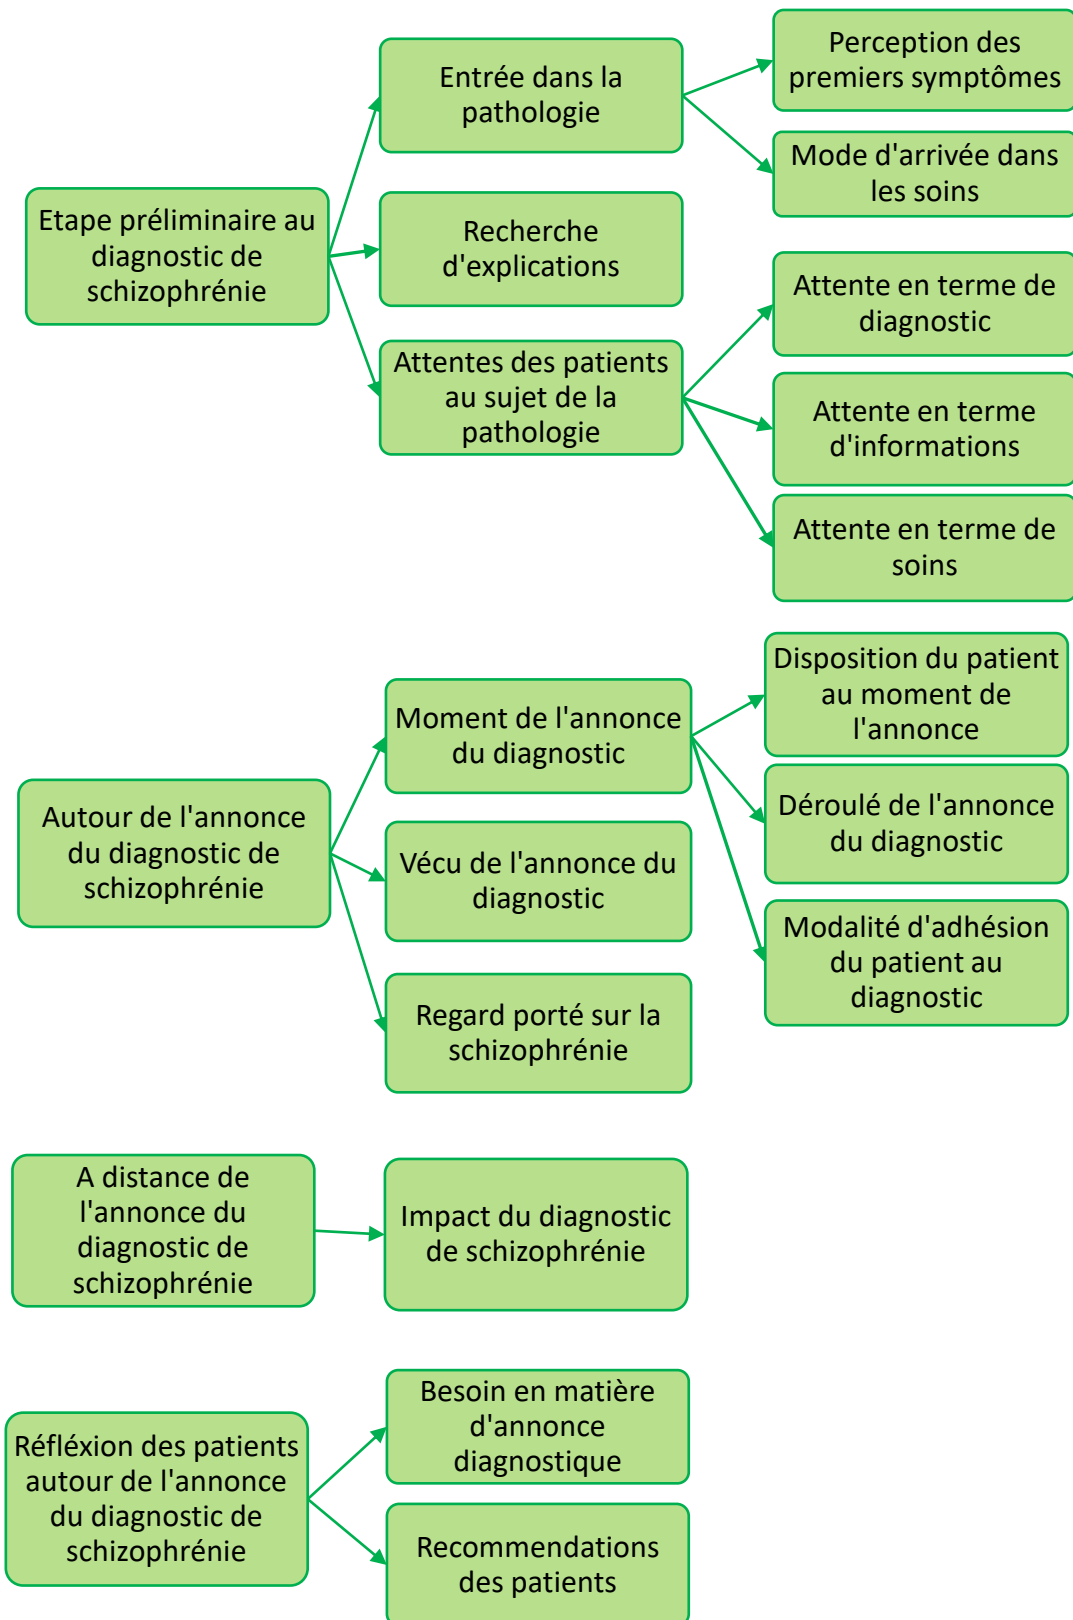 Etape préliminaire au
diagnostic de
schizophrénie
Entrée dans la
pathologie
Perception des
premiers symptômes
Mode d'arrivée dans
les soins
Recherche
d'explications
Attentes des patients
au sujet de la
pathologie
Attente en terme de
diagnostic
Attente en terme
d'informations
Attente en terme de
soins
Autour de l'annonce
du diagnostic de
schizophrénie
Moment de l'annonce
du diagnostic
Disposition du patient
au moment de
l'annonce
Déroulé de l'annonce
du diagnostic
Modalité d'adhésion
du patient au
diagnostic
Vécu de l'annonce du
diagnostic
Regard porté sur la
schizophrénie
A distance de
l'annonce du
diagnostic de
schizophrénie
Impact du diagnostic
de schizophrénie
Réfléxion des patients
autour de l'annonce
du diagnostic de
schizophrénie
Besoin en matière
d'annonce
diagnostique
Recommendations
des patients